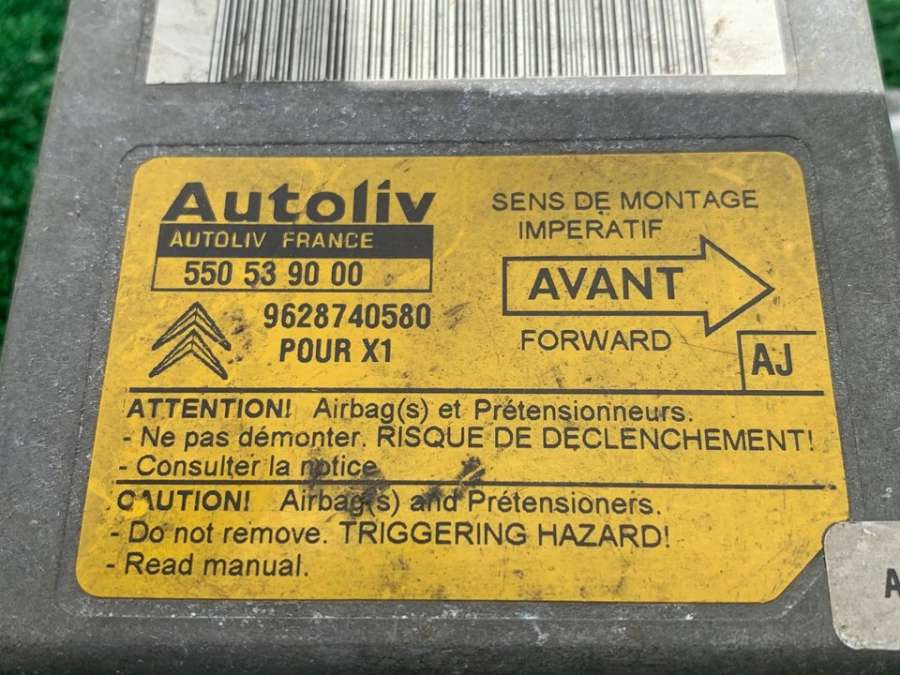 Autoliv
AUTOLIV FRANCE
550 53 90 00
9628740580
POUR X1
SENS DE MONTAGE
IMPÉRATIF
AVANT
FORWARD
AJ
ATTENTION! Airbag(s) et Prétensionneurs.
- Ne pas démonter. RISQUE DE DECLENCHEMENT!
- Consulter la notice
CAUTION! Airbag(s) and Prétensioners.
- Do not remove. TRIGGERING HAZARD!
- Read manual.
A